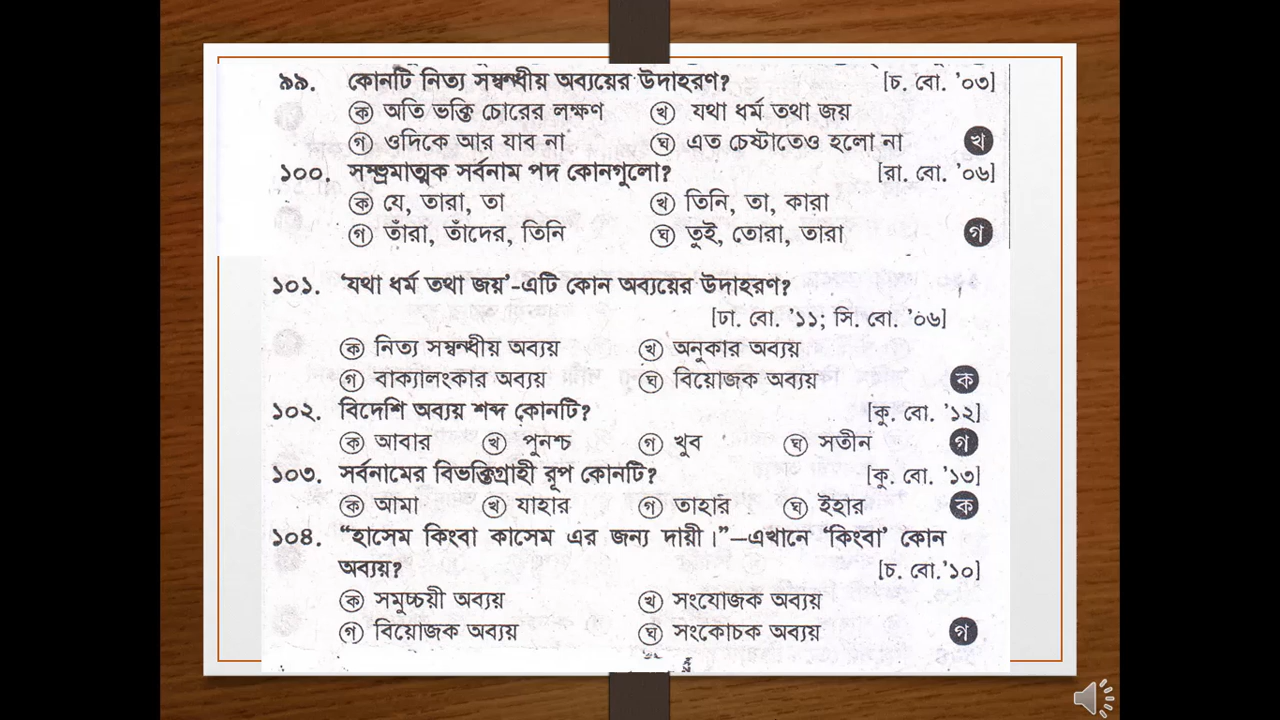 ৯৯. কোনটি নিত্য সম্বন্ধীয় অব্যয়ের উদাহরণ? [চ. বো. '০৩]
ক অতি ভক্তি চোরের লক্ষণ খ যথা ধর্ম তথা জয়
গ ওদিকে আর যাব না ঘ এত চেষ্টাতেও হলো না খ
১০০. সম্ভ্রমাত্মক সর্বনাম পদ কোনগুলো? [রা. বো. '০৬]
ক যে, তারা, তা খ তিনি, তা, কারা
গ তাঁরা, তাঁদের, তিনি ঘ তুই, তোরা, তারা গ
১০১. 'যথা ধর্ম তথা জয়'-এটি কোন অব্যয়ের উদাহরণ?
[ঢা. বো. '১১; সি. বো. '০৬]
ক নিত্য সম্বন্ধীয় অব্যয় খ অনুকার অব্যয়
গ বাক্যালংকার অব্যয় ঘ বিয়োজক অব্যয় ক
১০২. বিদেশি অব্যয় শব্দ কোনটি? [কু. বো. '১২]
ক আবার খ পুনশ্চ গ খুব ঘ সতীন গ
১০৩. সর্বনামের বিভক্তিগ্রাহী রূপ কোনটি? [কু. বো. '১৩]
ক আমা খ যাহার গ তাহার ঘ ইহার ক
১০৪. “হাসেম কিংবা কাসেম এর জন্য দায়ী।”—এখানে ‘কিংবা’ কোন
অব্যয়? [চ. বো.'১০]
ক সমুচ্চয়ী অব্যয় খ সংযোজক অব্যয়
গ বিয়োজক অব্যয় ঘ সংকোচক অব্যয় গ